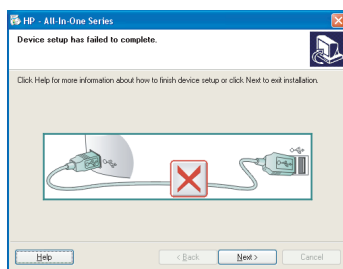 HP - All-In-One Series
Device setup has failed to complete.
Click Help for more information about how to finish device setup or click Next to exit installation.
Help
< Back
Next >
Cancel